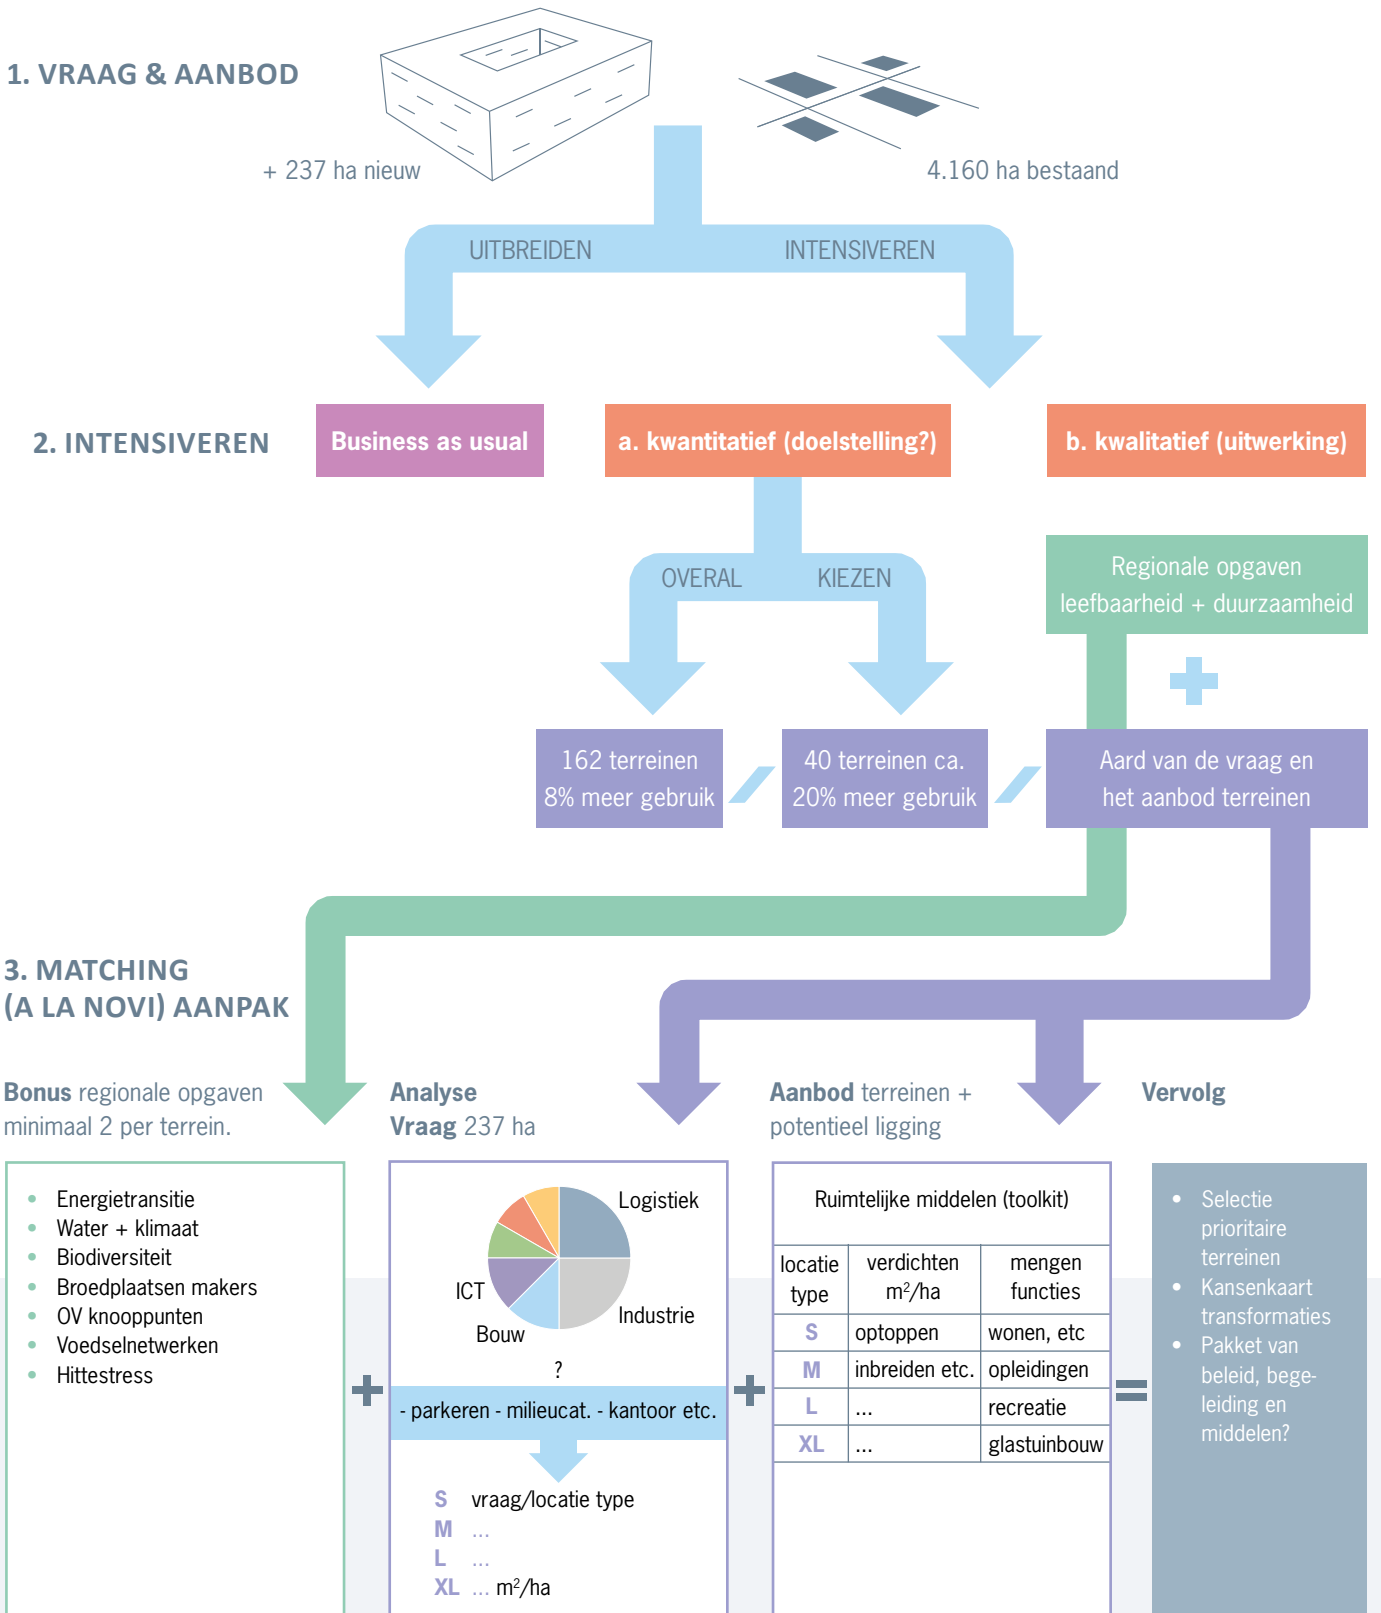 1. VRAAG & AANBOD
+ 237 ha nieuw
4.160 ha bestaand
UITBREIDEN
INTENSIVEREN
2. INTENSIVEREN
Business as usual
a. kwantitatief (doelstelling?)
b. kwalitatief (uitwerking)
OVERAL
KIEZEN
Regionale opgaven
leefbaarheid + duurzaamheid
162 terreinen
8% meer gebruik
40 terreinen ca.
20% meer gebruik
Aard van de vraag en
het aanbod terreinen
3. MATCHING
(A LA NOVI) AANPAK
Bonus regionale opgaven
minimaal 2 per terrein.
• Energietransitie
• Water + klimaat
• Biodiversiteit
• Broedplaatsen makers
• OV knooppunten
• Voedselnetwerken
• Hittestress
+
Analyse
Vraag 237 ha
Logistiek
Industrie
Bouw
ICT
?
- parkeren - milieucat. - kantoor etc.
S vraag/locatie type
M ...
L ...
XL ... m²/ha
+
Aanbod terreinen +
potentieel ligging
Ruimtelijke middelen (toolkit)
locatie type verdichten m²/ha mengen functies
S optoppen wonen, etc
M inbreiden etc. opleidingen
L ... recreatie
XL ... glastuinbouw
=
Vervolg
• Selectie
prioritaire
terreinen
• Kansenkaart
transformaties
• Pakket van
beleid, bege-
leiding en
middelen?